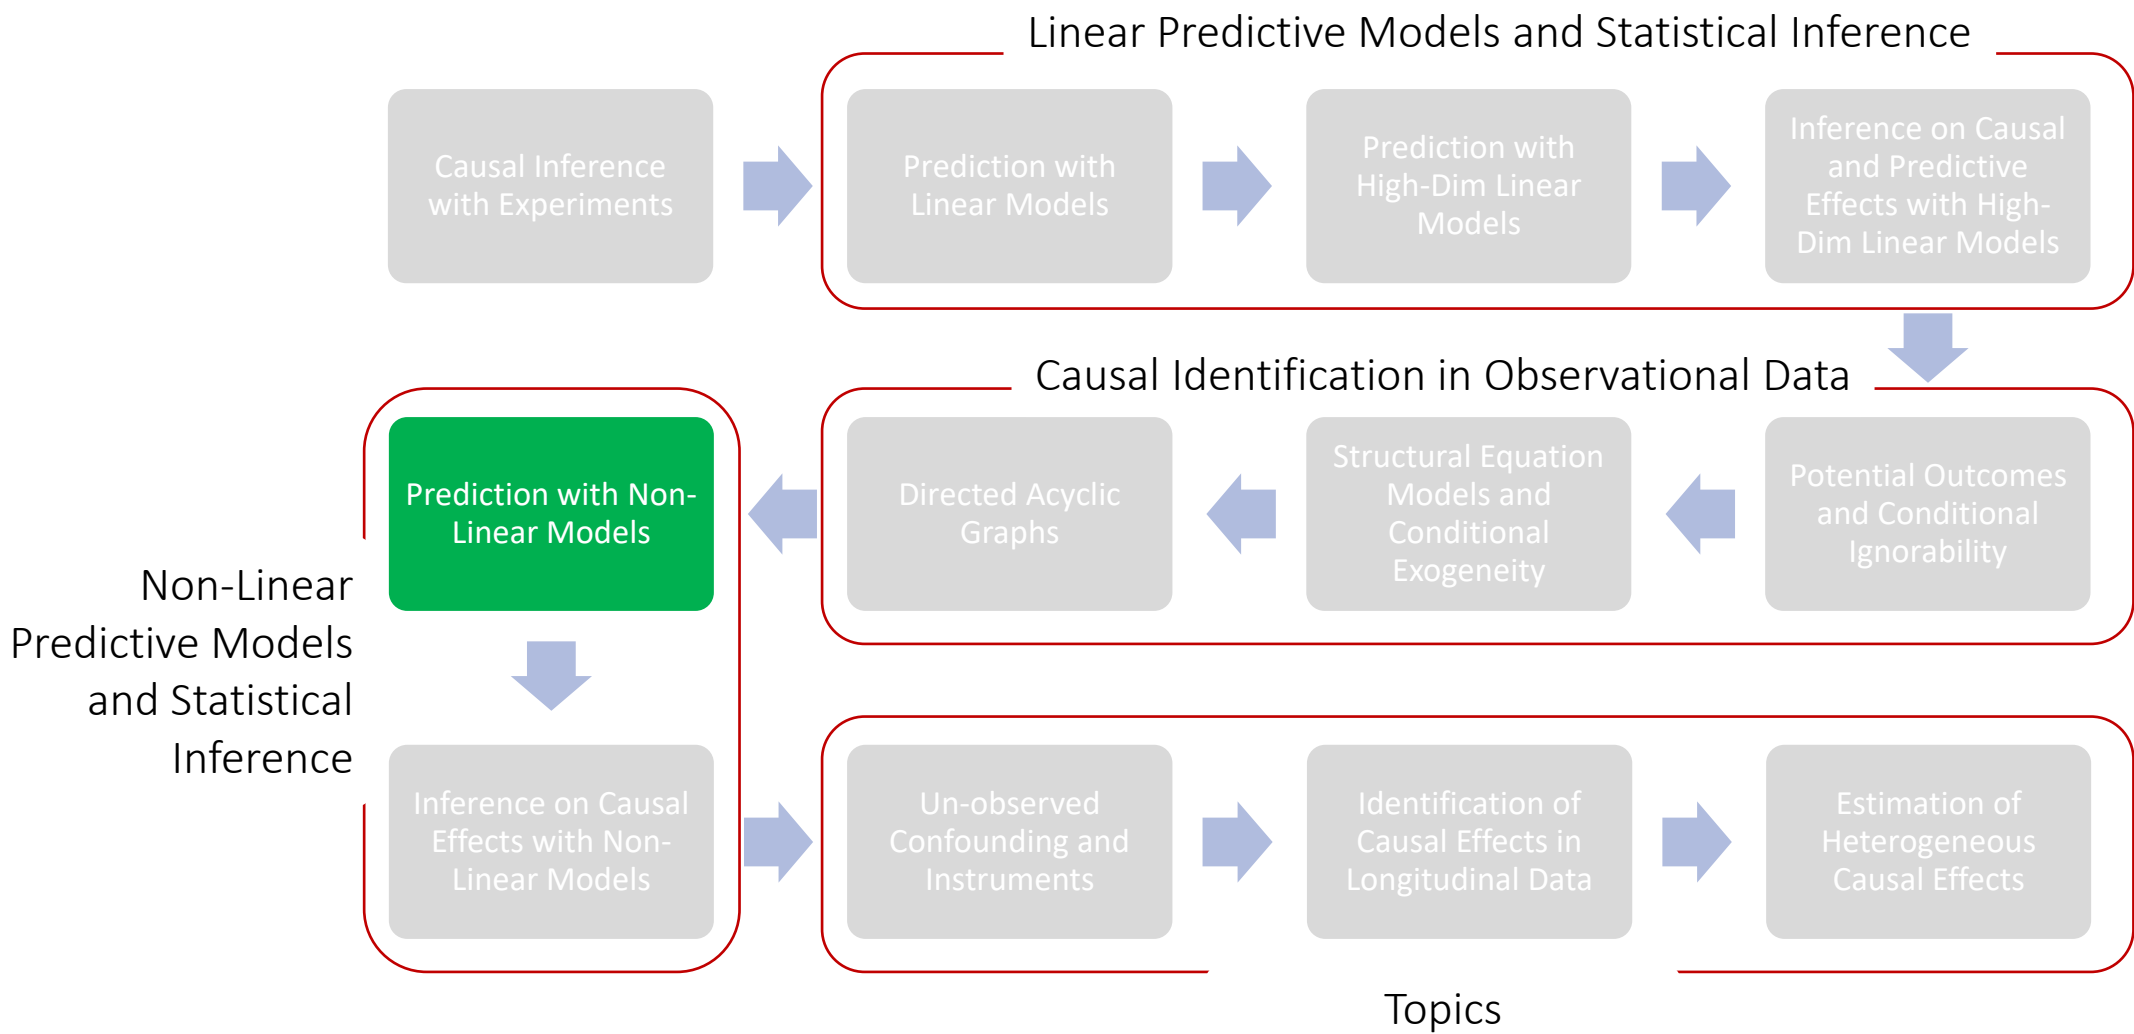 Linear Predictive Models and Statistical Inference
Causal Inference
with Experiments
Prediction with
Linear Models
Prediction with
High-Dim Linear
Models
Inference on Causal
and Predictive
Effects with High-
Dim Linear Models
Causal Identification in Observational Data
Potential Outcomes
and Conditional
Ignorability
Structural Equation
Models and
Conditional
Exogeneity
Directed Acyclic
Graphs
Prediction with Non-
Linear Models
Non-Linear
Predictive Models
and Statistical
Inference
Inference on Causal
Effects with Non-
Linear Models
Un-observed
Confounding and
Instruments
Identification of
Causal Effects in
Longitudinal Data
Estimation of
Heterogeneous
Causal Effects
Topics